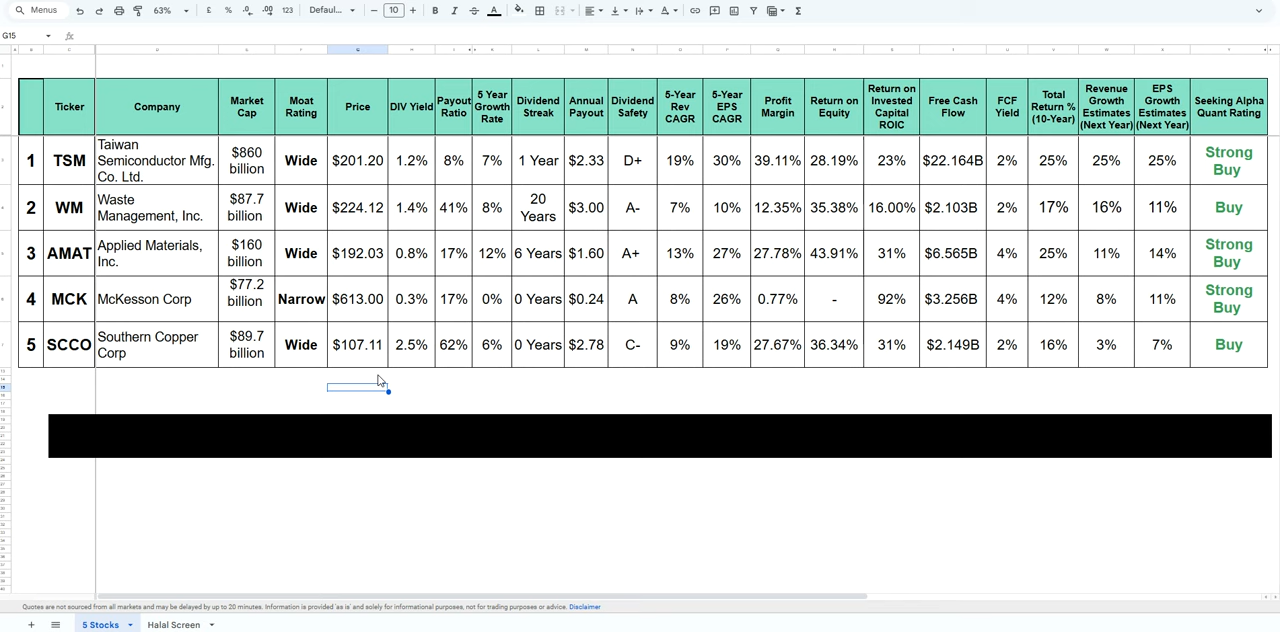 Menus 63% £ % .0 .00 123 Defaul... 10 B I S A Σ
G15 fx
Ticker Company Market Cap Moat Rating Price DIV Yield Payout Ratio 5 Year Growth Rate Dividend Streak Annual Payout Dividend Safety 5-Year Rev CAGR 5-Year EPS CAGR Profit Margin Return on Equity Return on Invested Capital ROIC Free Cash Flow FCF Yield Total Return % (10-Year) Revenue Growth Estimates (Next Year) EPS Growth Estimates (Next Year) Seeking Alpha Quant Rating
1 TSM Taiwan Semiconductor Mfg. Co. Ltd. $860 billion Wide $201.20 1.2% 8% 7% 1 Year $2.33 D+ 19% 30% 39.11% 28.19% 23% $22.164B 2% 25% 25% 25% Strong Buy
2 WM Waste Management, Inc. $87.7 billion Wide $224.12 1.4% 41% 8% 20 Years $3.00 A- 7% 10% 12.35% 35.38% 16.00% $2.103B 2% 17% 16% 11% Buy
3 AMAT Applied Materials, Inc. $160 billion Wide $192.03 0.8% 17% 12% 6 Years $1.60 A+ 13% 27% 27.78% 43.91% 31% $6.565B 4% 25% 11% 14% Strong Buy
4 MCK McKesson Corp $77.2 billion Narrow $613.00 0.3% 17% 0% 0 Years $0.24 A 8% 26% 0.77% - 92% $3.256B 4% 12% 8% 11% Strong Buy
5 SCCO Southern Copper Corp $89.7 billion Wide $107.11 2.5% 62% 6% 0 Years $2.78 C- 9% 19% 27.67% 36.34% 31% $2.149B 2% 16% 3% 7% Buy
Quotes are not sourced from all markets and may be delayed by up to 20 minutes. Information is provided 'as is' and solely for informational purposes, not for trading purposes or advice. Disclaimer
5 Stocks Halal Screen